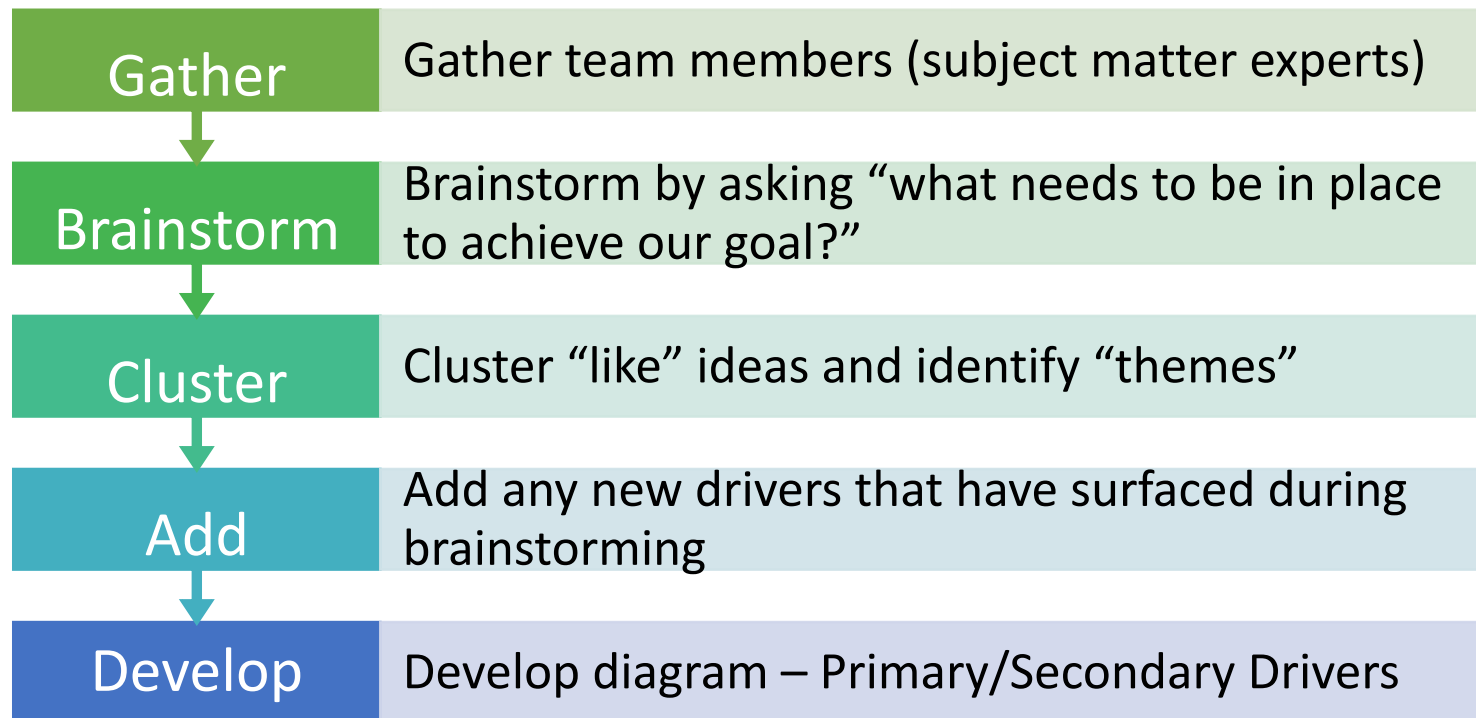 Gather
Gather team members (subject matter experts)
Brainstorm
Brainstorm by asking “what needs to be in place
to achieve our goal?”
Cluster
Cluster “like” ideas and identify “themes”
Add
Add any new drivers that have surfaced during
brainstorming
Develop
Develop diagram – Primary/Secondary Drivers